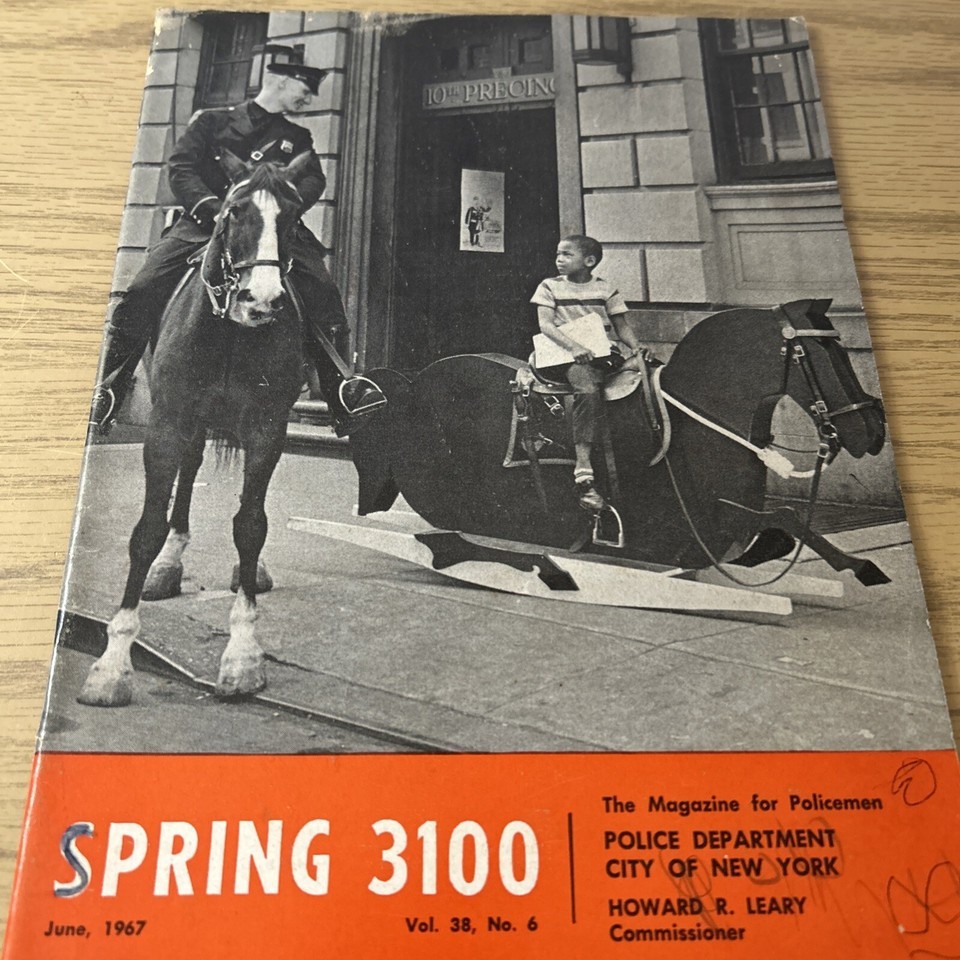 10TH PRECINC
SPRING 3100
June, 1967
Vol. 38, No. 6
The Magazine for Policemen
POLICE DEPARTMENT
CITY OF NEW YORK
HOWARD R. LEARY
Commissioner